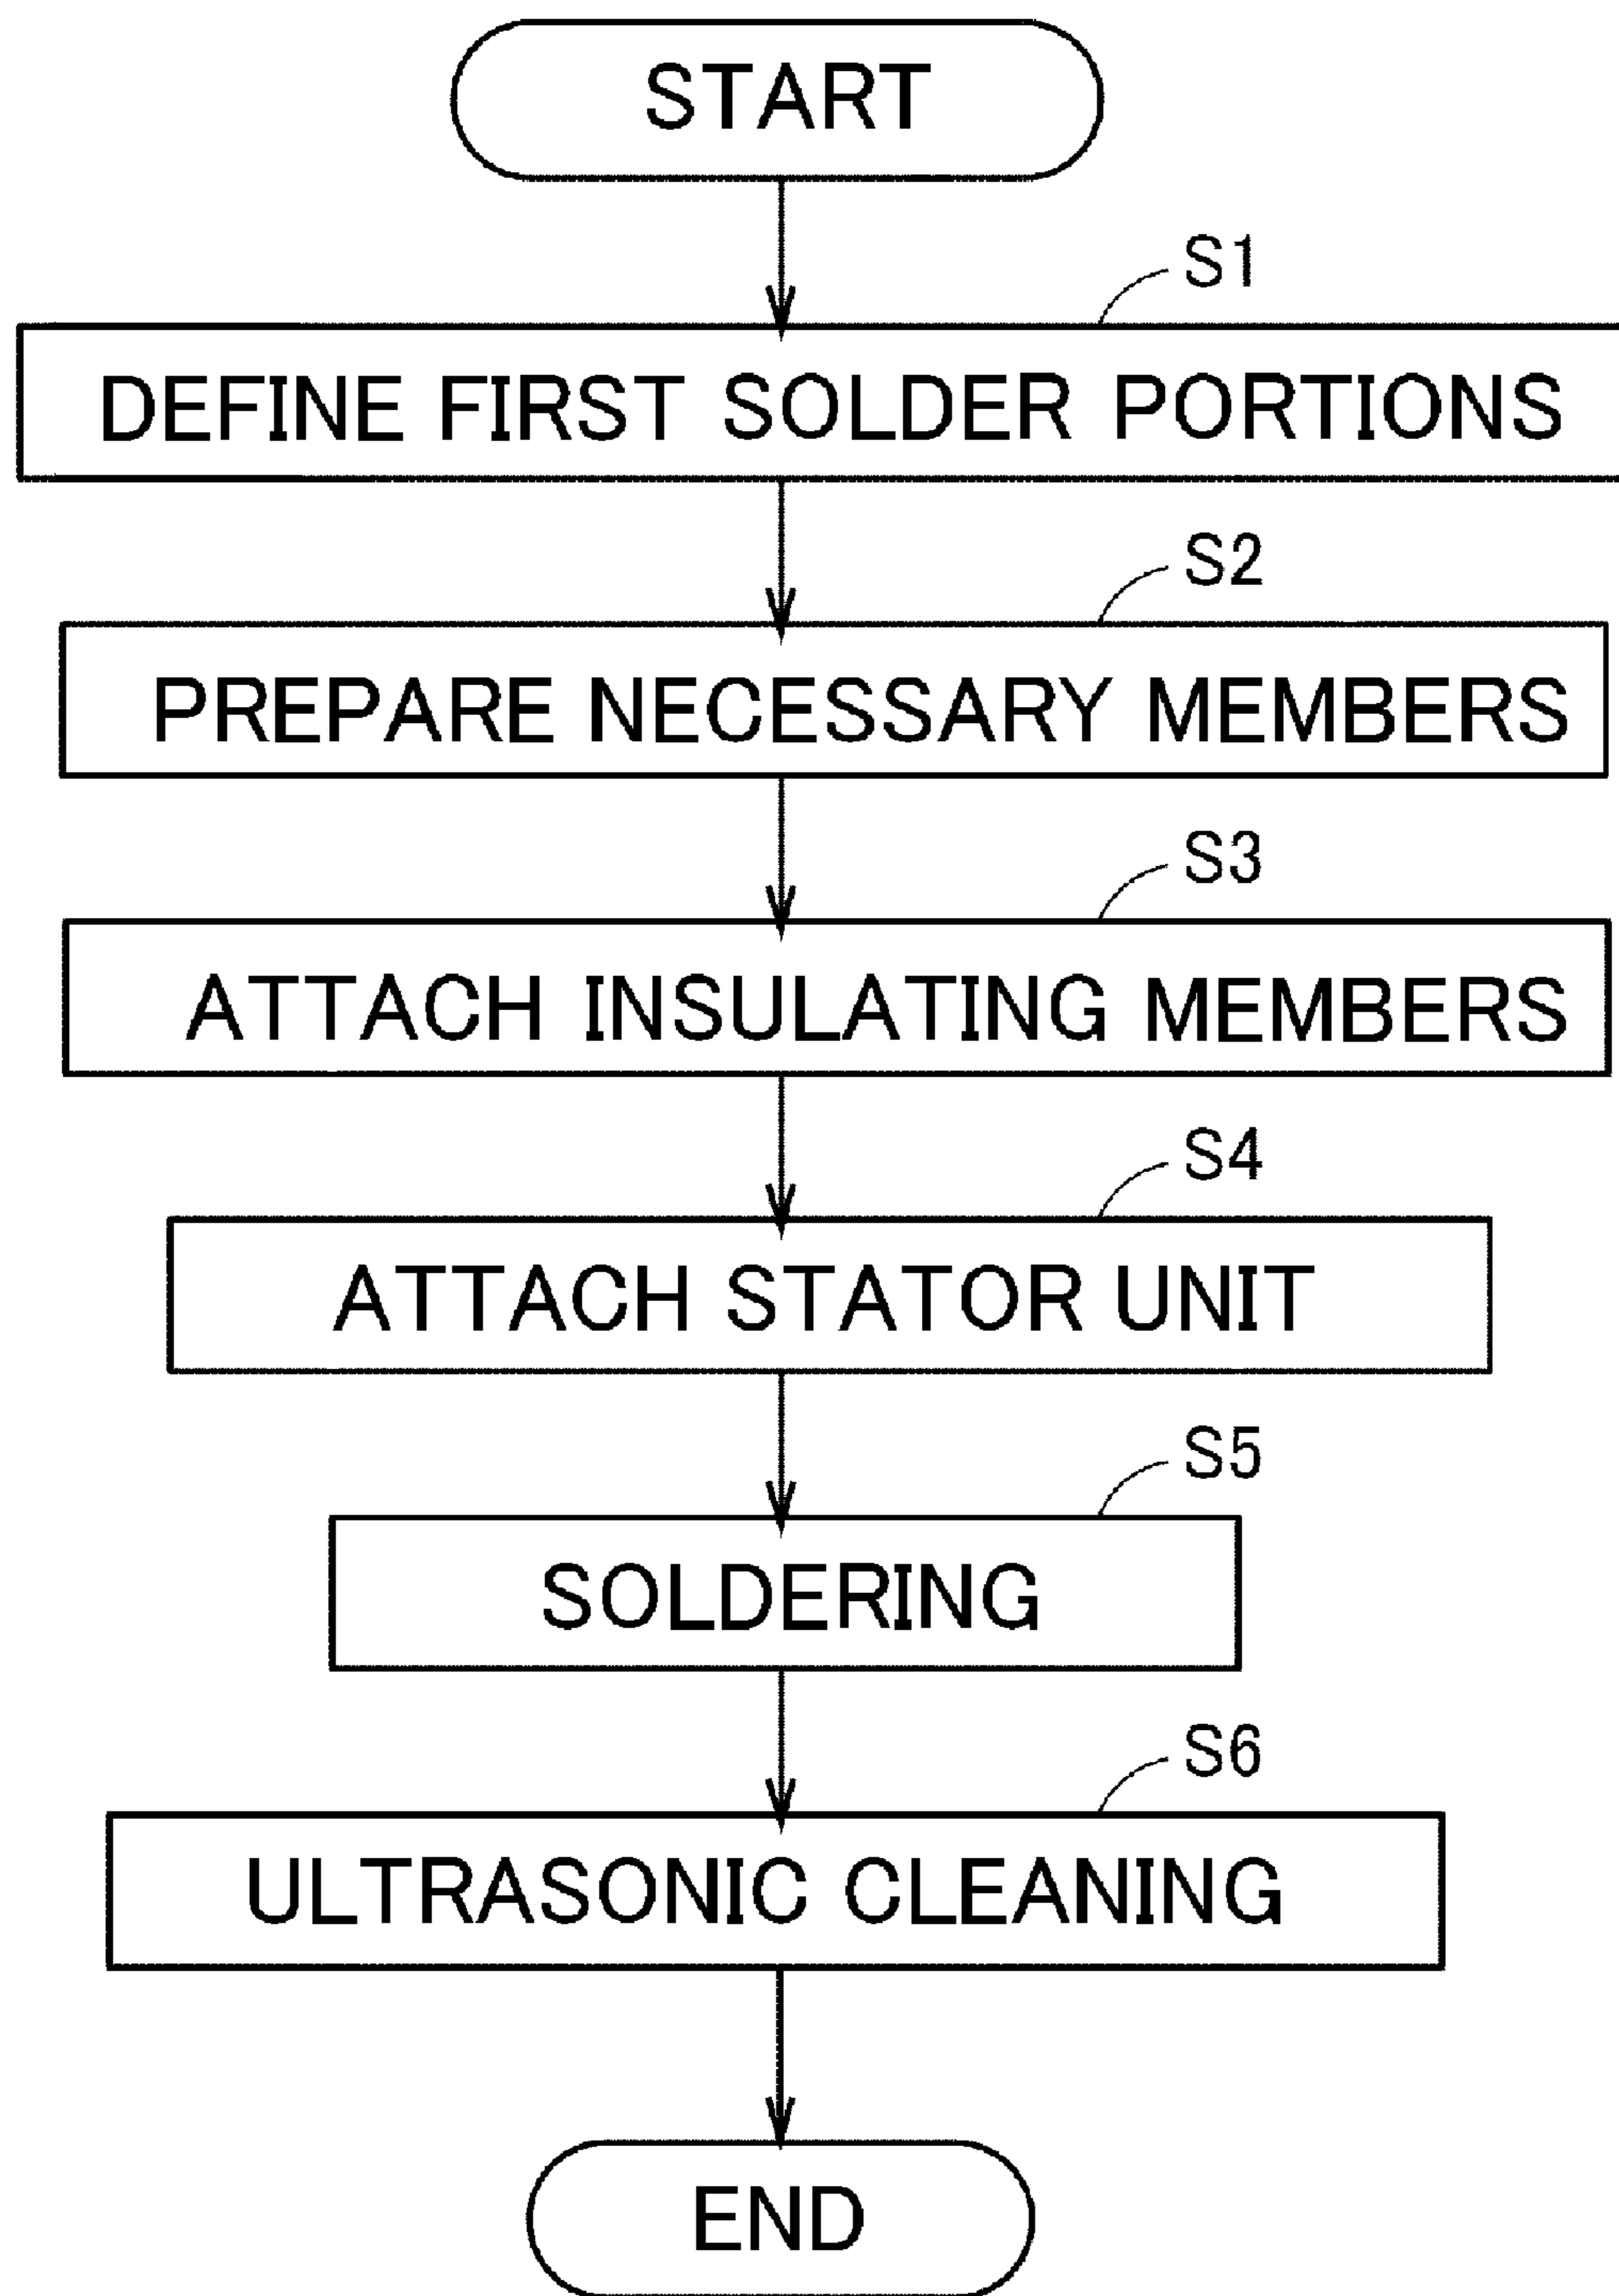 START
S1
DEFINE FIRST SOLDER PORTIONS
S2
PREPARE NECESSARY MEMBERS
S3
ATTACH INSULATING MEMBERS
S4
ATTACH STATOR UNIT
S5
SOLDERING
S6
ULTRASONIC CLEANING
END